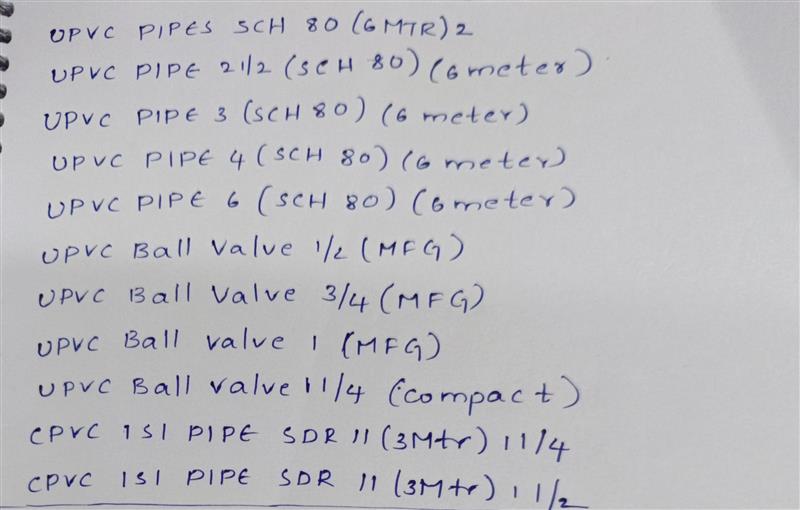 UPVC PIPES SCH 80 (6 MTR) 2
UPVC PIPE 2 1/2 (SCH 80) (6 meter)
UPVC PIPE 3 (SCH 80) (6 meter)
UPVC PIPE 4 (SCH 80) (6 meter)
UPVC PIPE 6 (SCH 80) (6 meter)
UPVC Ball Valve 1/2 (MFG)
UPVC Ball Valve 3/4 (MFG)
UPVC Ball valve 1 (MFG)
UPVC Ball valve 1 1/4 (compact)
CPVC ISI PIPE SDR 11 (3Mtr) 1 1/4
CPVC ISI PIPE SDR 11 (3Mtr) 1 1/2